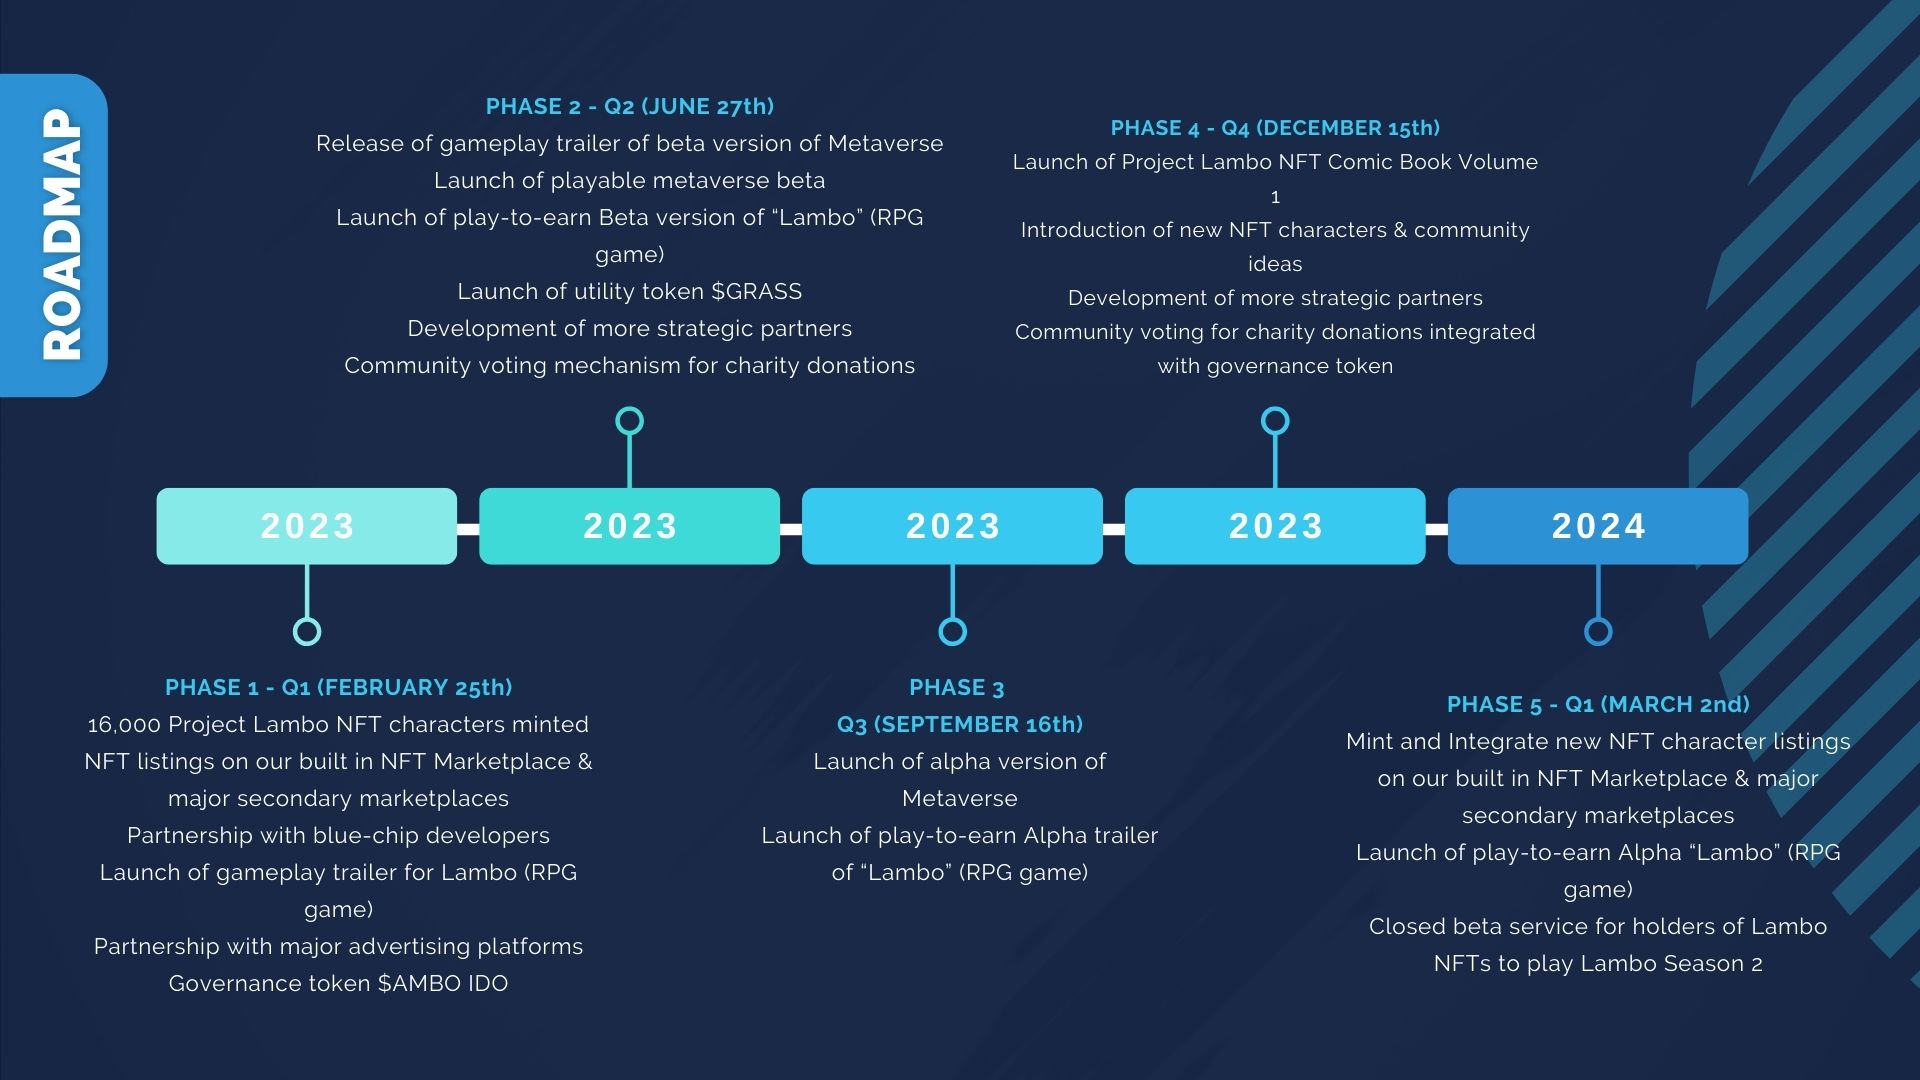 ROADMAP
PHASE 2 - Q2 (JUNE 27th)
Release of gameplay trailer of beta version of Metaverse
Launch of playable metaverse beta
Launch of play-to-earn Beta version of “Lambo” (RPG
game)
Launch of utility token $GRASS
Development of more strategic partners
Community voting mechanism for charity donations
PHASE 4 - Q4 (DECEMBER 15th)
Launch of Project Lambo NFT Comic Book Volume
1
Introduction of new NFT characters & community
ideas
Development of more strategic partners
Community voting for charity donations integrated
with governance token
2023
2023
2023
2023
2024
PHASE 1 - Q1 (FEBRUARY 25th)
16,000 Project Lambo NFT characters minted
NFT listings on our built in NFT Marketplace &
major secondary marketplaces
Partnership with blue-chip developers
Launch of gameplay trailer for Lambo (RPG
game)
Partnership with major advertising platforms
Governance token $AMBO IDO
PHASE 3
Q3 (SEPTEMBER 16th)
Launch of alpha version of
Metaverse
Launch of play-to-earn Alpha trailer
of “Lambo” (RPG game)
PHASE 5 - Q1 (MARCH 2nd)
Mint and Integrate new NFT character listings
on our built in NFT Marketplace & major
secondary marketplaces
Launch of play-to-earn Alpha “Lambo” (RPG
game)
Closed beta service for holders of Lambo
NFTs to play Lambo Season 2